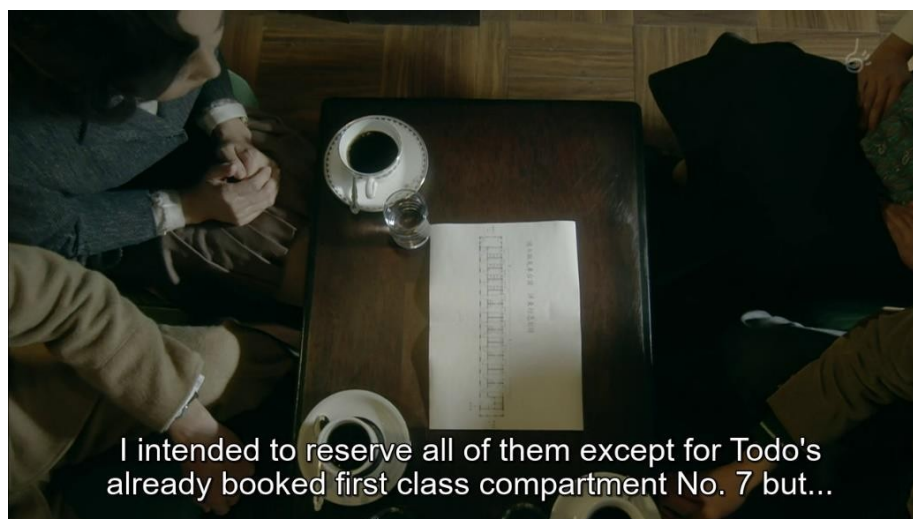 I intended to reserve all of them except for Todo's
already booked first class compartment No. 7 but...